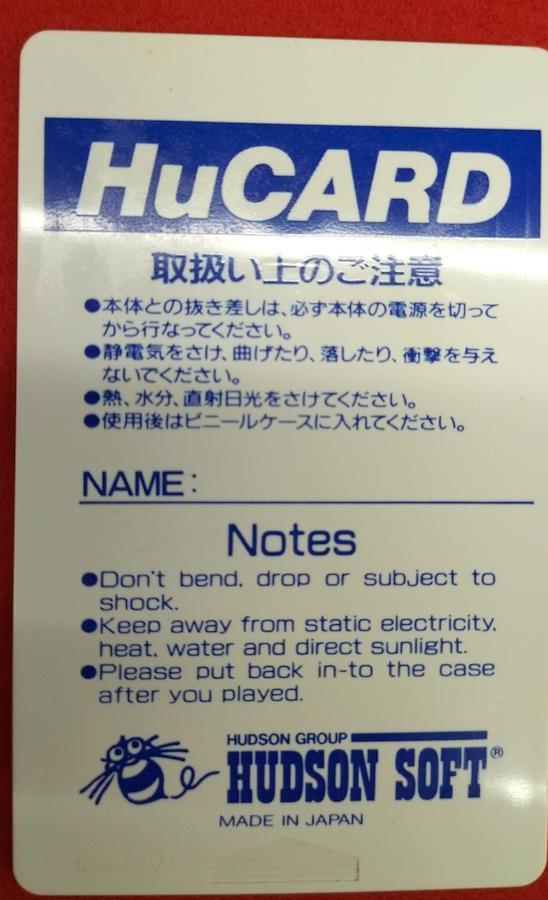 HuCARD
取扱い上のご注意
●本体との抜き差しは、必ず本体の電源を切って
から行なってください。
●静電気をさけ、曲げたり、落したり、衝撃を与え
ないでください。
●熱、水分、直射日光をさけてください。
●使用後はビニールケースに入れてください。
NAME:
Notes
●Don't bend, drop or subject to
shock.
●Keep away from static electricity,
heat, water and direct sunlight.
●Please put back in-to the case
after you played.
HUDSON GROUP
HUDSON SOFT®
MADE IN JAPAN